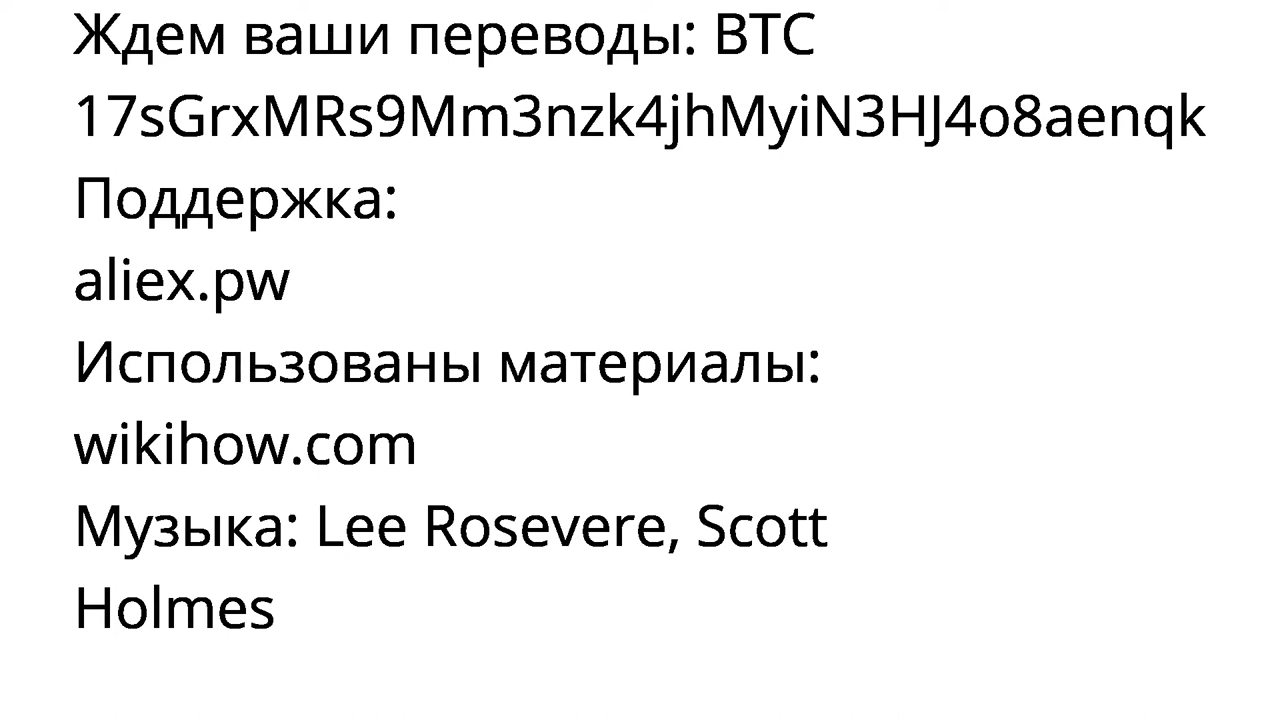 Ждем ваши переводы: BTC
17sGrxMRs9Mm3nzk4jhMyiN3HJ4o8aenqk
Поддержка:
aliex.pw
Использованы материалы:
wikihow.com
Музыка: Lee Rosevere, Scott
Holmes